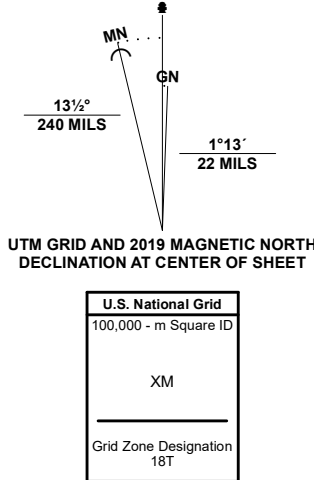 MN
GN
13½°
240 MILS
1°13´
22 MILS
UTM GRID AND 2019 MAGNETIC NORTH
DECLINATION AT CENTER OF SHEET
U.S. National Grid
100,000 - m Square ID
XM
Grid Zone Designation
18T